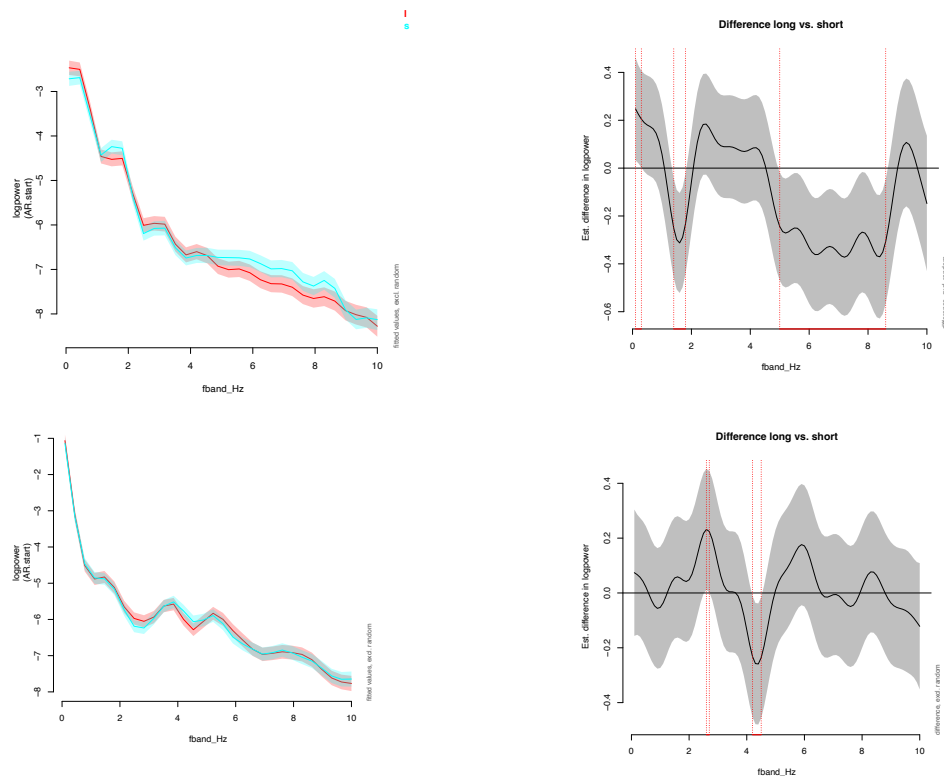 l
s
−3
−4
−5
−6
−7
−8
logpower
(AR.start)
0 2 4 6 8 10
fband_Hz
fitted values, excl. random
Difference long vs. short
0.4
0.2
0.0
−0.2
−0.4
−0.6
Est. difference in logpower
0 2 4 6 8 10
fband_Hz
−1
−2
−3
−4
−5
−6
−7
−8
logpower
(AR.start)
0 2 4 6 8 10
fband_Hz
fitted values, excl. random
Difference long vs. short
0.4
0.2
0.0
−0.2
−0.4
Est. difference in logpower
0 2 4 6 8 10
fband_Hz
difference, excl. random